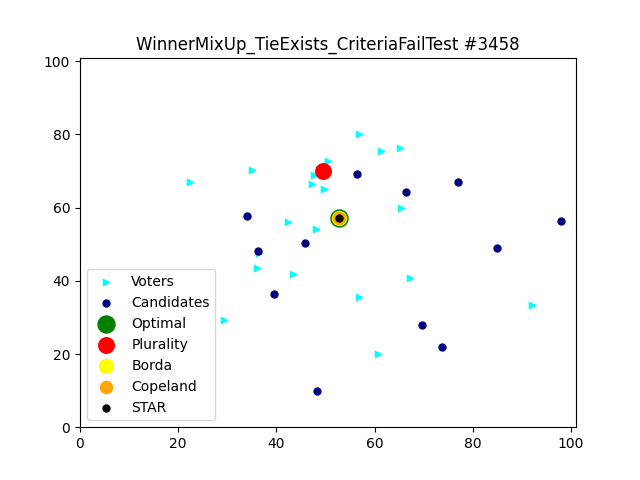 WinnerMixUp_TieExists_CriteriaFailTest #3458
100
80
60
40
20
0
0 20 40 60 80 100
Voters
Candidates
Optimal
Plurality
Borda
Copeland
STAR